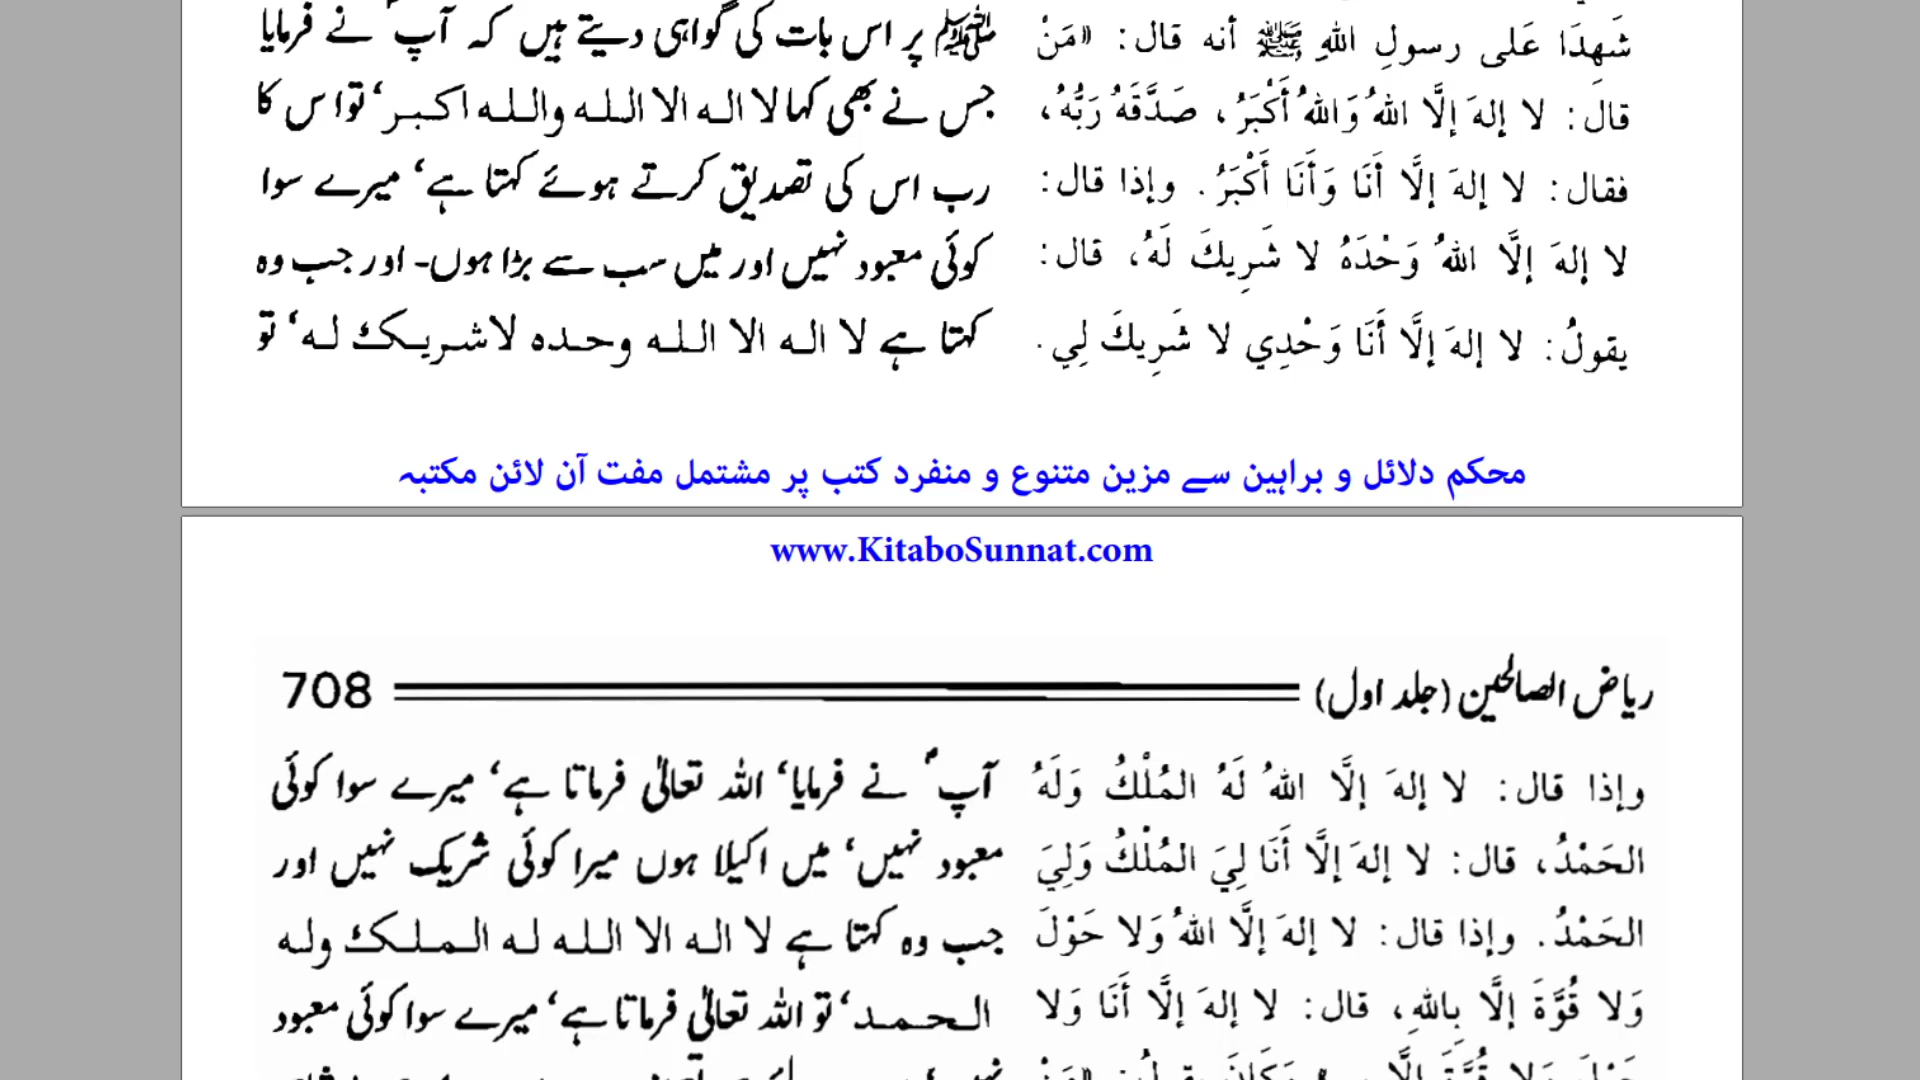 شَهِدَا عَلى رسولِ اللهِ ﷺ أنه قال: «مَنْ
قالَ: لا إلهَ إلَّا اللهُ وَاللهُ أَكْبَرُ، صَدَّقَهُ رَبُّهُ،
فقال: لا إلهَ إلَّا أنَا وَأنَا أَكْبَرُ. وإذا قال:
لا إلهَ إلَّا اللهُ وَحْدَهُ لا شَرِيكَ لَهُ، قال:
يقولُ: لا إلهَ إلَّا أنَا وَحْدِي لا شَرِيكَ لِي.
ﷺ پر اس بات کی گواہی دیتے ہیں کہ آپؐ نے فرمایا
جس نے بھی کہا لا الہ الا اللہ واللہ اکبر‘ تو اس کا
رب اس کی تصدیق کرتے ہوئے کہتا ہے‘ میرے سوا
کوئی معبود نہیں اور میں سب سے بڑا ہوں۔ اور جب وہ
کہتا ہے لا الہ الا اللہ وحدہ لاشریک لہ‘ تو
محکم دلائل و براہین سے مزین متنوع و منفرد کتب پر مشتمل مفت آن لائن مکتبہ
www.KitaboSunnat.com
ریاض الصالحین (جلد اول) 708
وإذا قال: لا إلهَ إلَّا اللهُ لَهُ المُلْكُ وَلَهُ
الحَمْدُ، قال: لا إلهَ إلَّا أنَا لِيَ المُلْكُ وَلِيَ
الحَمْدُ. وإذا قال: لا إلهَ إلَّا اللهُ وَلا حَوْلَ
وَلا قُوَّةَ إلَّا بِاللهِ، قال: لا إلهَ إلَّا أنَا وَلا
آپؐ نے فرمایا‘ اللہ تعالیٰ فرماتا ہے‘ میرے سوا کوئی
معبود نہیں‘ میں اکیلا ہوں میرا کوئی شریک نہیں اور
جب وہ کہتا ہے لا الہ الا اللہ لہ الملک ولہ
الحمد‘ تو اللہ تعالیٰ فرماتا ہے‘ میرے سوا کوئی معبود